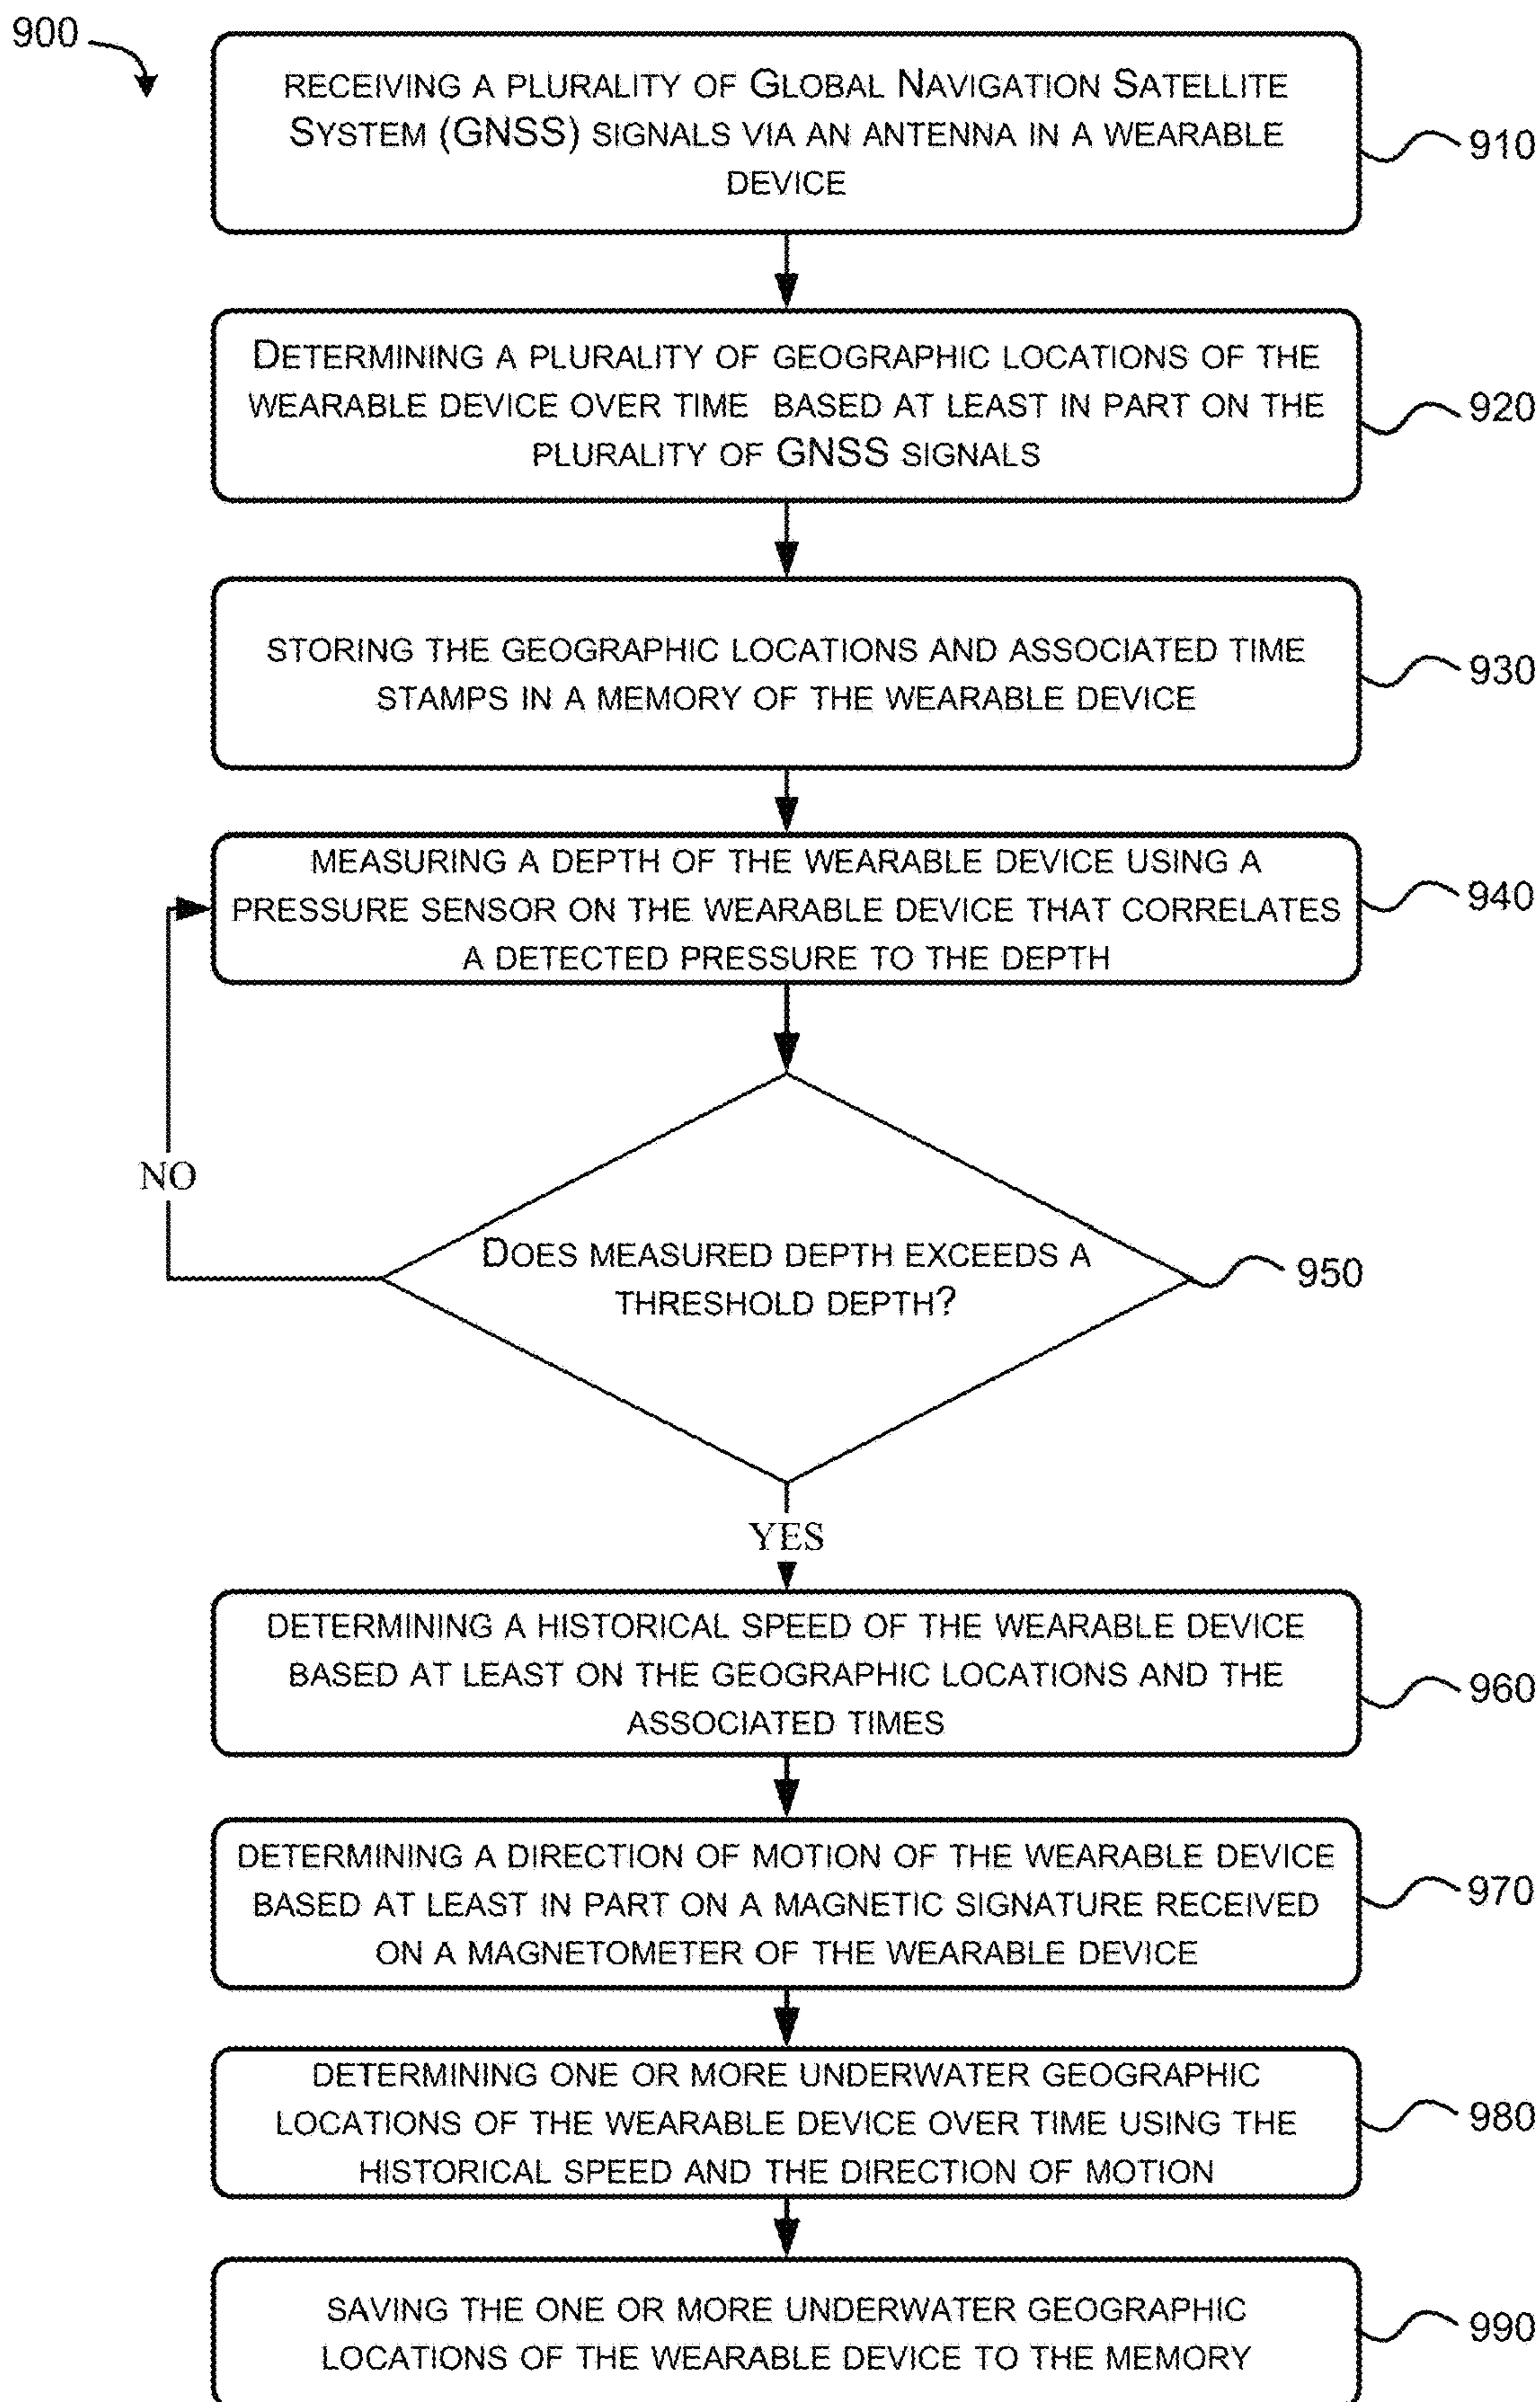 900
RECEIVING A PLURALITY OF GLOBAL NAVIGATION SATELLITE
SYSTEM (GNSS) SIGNALS VIA AN ANTENNA IN A WEARABLE
DEVICE
910
DETERMINING A PLURALITY OF GEOGRAPHIC LOCATIONS OF THE
WEARABLE DEVICE OVER TIME BASED AT LEAST IN PART ON THE
PLURALITY OF GNSS SIGNALS
920
STORING THE GEOGRAPHIC LOCATIONS AND ASSOCIATED TIME
STAMPS IN A MEMORY OF THE WEARABLE DEVICE
930
MEASURING A DEPTH OF THE WEARABLE DEVICE USING A
PRESSURE SENSOR ON THE WEARABLE DEVICE THAT CORRELATES
A DETECTED PRESSURE TO THE DEPTH
940
NO
DOES MEASURED DEPTH EXCEEDS A
THRESHOLD DEPTH?
950
YES
DETERMINING A HISTORICAL SPEED OF THE WEARABLE DEVICE
BASED AT LEAST ON THE GEOGRAPHIC LOCATIONS AND THE
ASSOCIATED TIMES
960
DETERMINING A DIRECTION OF MOTION OF THE WEARABLE DEVICE
BASED AT LEAST IN PART ON A MAGNETIC SIGNATURE RECEIVED
ON A MAGNETOMETER OF THE WEARABLE DEVICE
970
DETERMINING ONE OR MORE UNDERWATER GEOGRAPHIC
LOCATIONS OF THE WEARABLE DEVICE OVER TIME USING THE
HISTORICAL SPEED AND THE DIRECTION OF MOTION
980
SAVING THE ONE OR MORE UNDERWATER GEOGRAPHIC
LOCATIONS OF THE WEARABLE DEVICE TO THE MEMORY
990